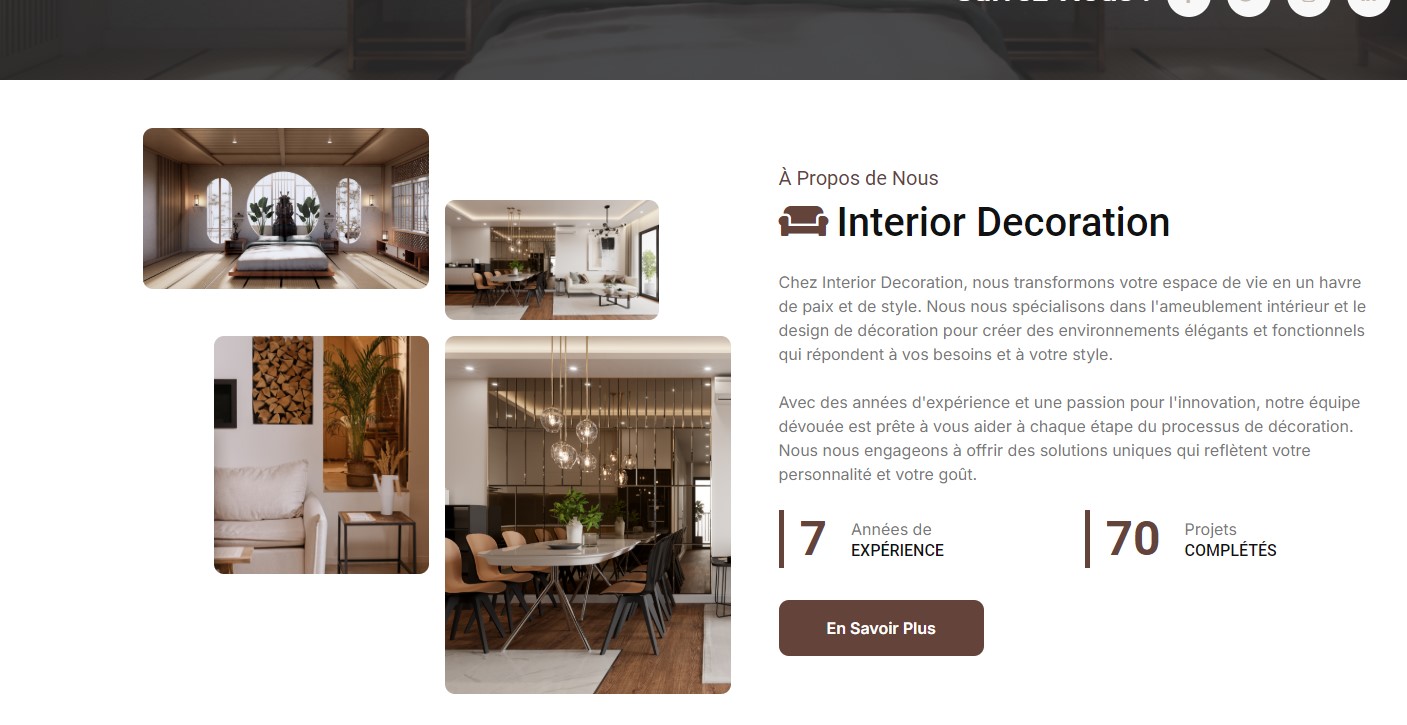 À Propos de Nous
Interior Decoration
Chez Interior Decoration, nous transformons votre espace de vie en un havre
de paix et de style. Nous nous spécialisons dans l'ameublement intérieur et le
design de décoration pour créer des environnements élégants et fonctionnels
qui répondent à vos besoins et à votre style.
Avec des années d'expérience et une passion pour l'innovation, notre équipe
dévouée est prête à vous aider à chaque étape du processus de décoration.
Nous nous engageons à offrir des solutions uniques qui reflètent votre
personnalité et votre goût.
7 Années de
EXPÉRIENCE
70 Projets
COMPLÉTÉS
En Savoir Plus